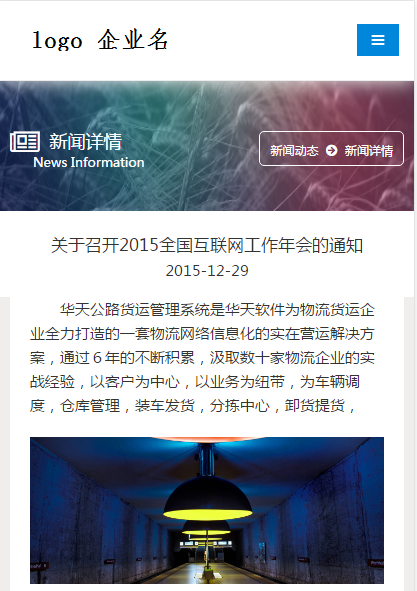 logo 企业名
新闻详情
News Information
新闻动态 新闻详情
关于召开2015全国互联网工作年会的通知
2015-12-29
华天公路货运管理系统是华天软件为物流货运企
业全力打造的一套物流网络信息化的实在营运解决方
案，通过６年的不断积累，汲取数十家物流企业的实
战经验，以客户为中心，以业务为纽带，为车辆调
度，仓库管理，装车发货，分拣中心，卸货提货，